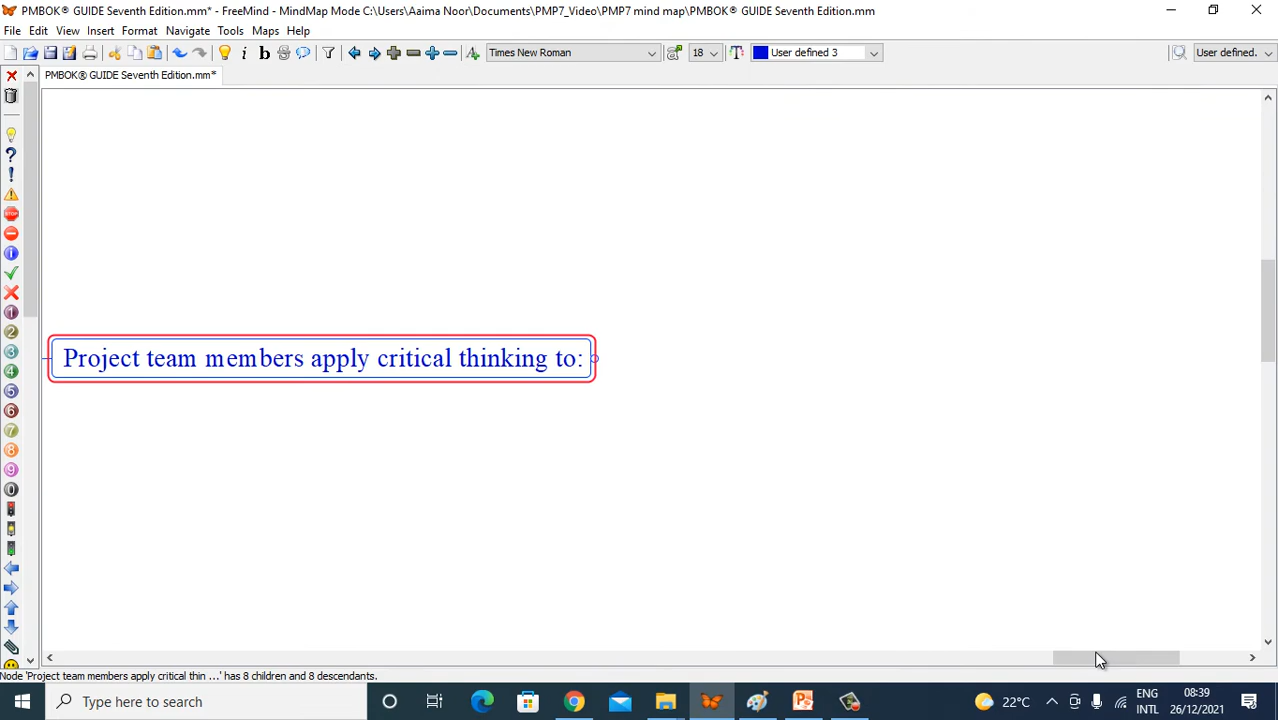 PMBOK® GUIDE Seventh Edition.mm* - FreeMind - MindMap Mode C:\Users\Aaima Noor\Documents\PMP7_Video\PMP7 mind map\PMBOK® GUIDE Seventh Edition.mm
File Edit View Insert Format Navigate Tools Maps Help
Times New Roman 18 User defined 3 User defined.
PMBOK® GUIDE Seventh Edition.mm*
Project team members apply critical thinking to:
Node 'Project team members apply critical thin ...' has 8 children and 8 descendants.
Type here to search
22°C
ENG
INTL
08:39
26/12/2021